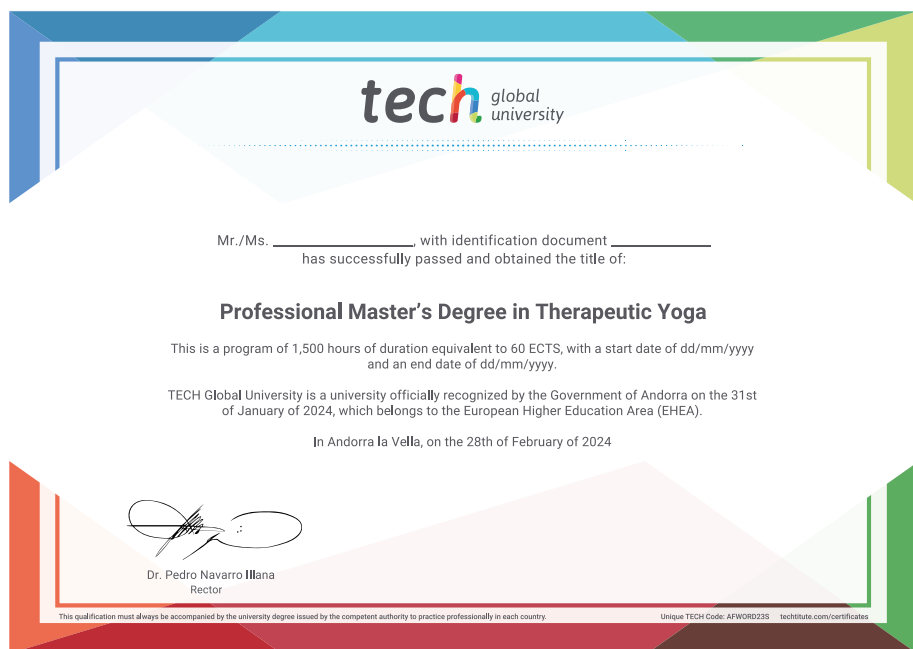 tech global
university
Mr./Ms. ____________, with identification document ____________
has successfully passed and obtained the title of:
Professional Master's Degree in Therapeutic Yoga
This is a program of 1,500 hours of duration equivalent to 60 ECTS, with a start date of dd/mm/yyyy
and an end date of dd/mm/yyyy.
TECH Global University is a university officially recognized by the Government of Andorra on the 31st
of January of 2024, which belongs to the European Higher Education Area (EHEA).
In Andorra la Vella, on the 28th of February of 2024
Dr. Pedro Navarro Illana
Rector
This qualification must always be accompanied by the university degree issued by the competent authority to practice professionally in each country. Unique TECH Code: AFWORD23S techtitute.com/certificates